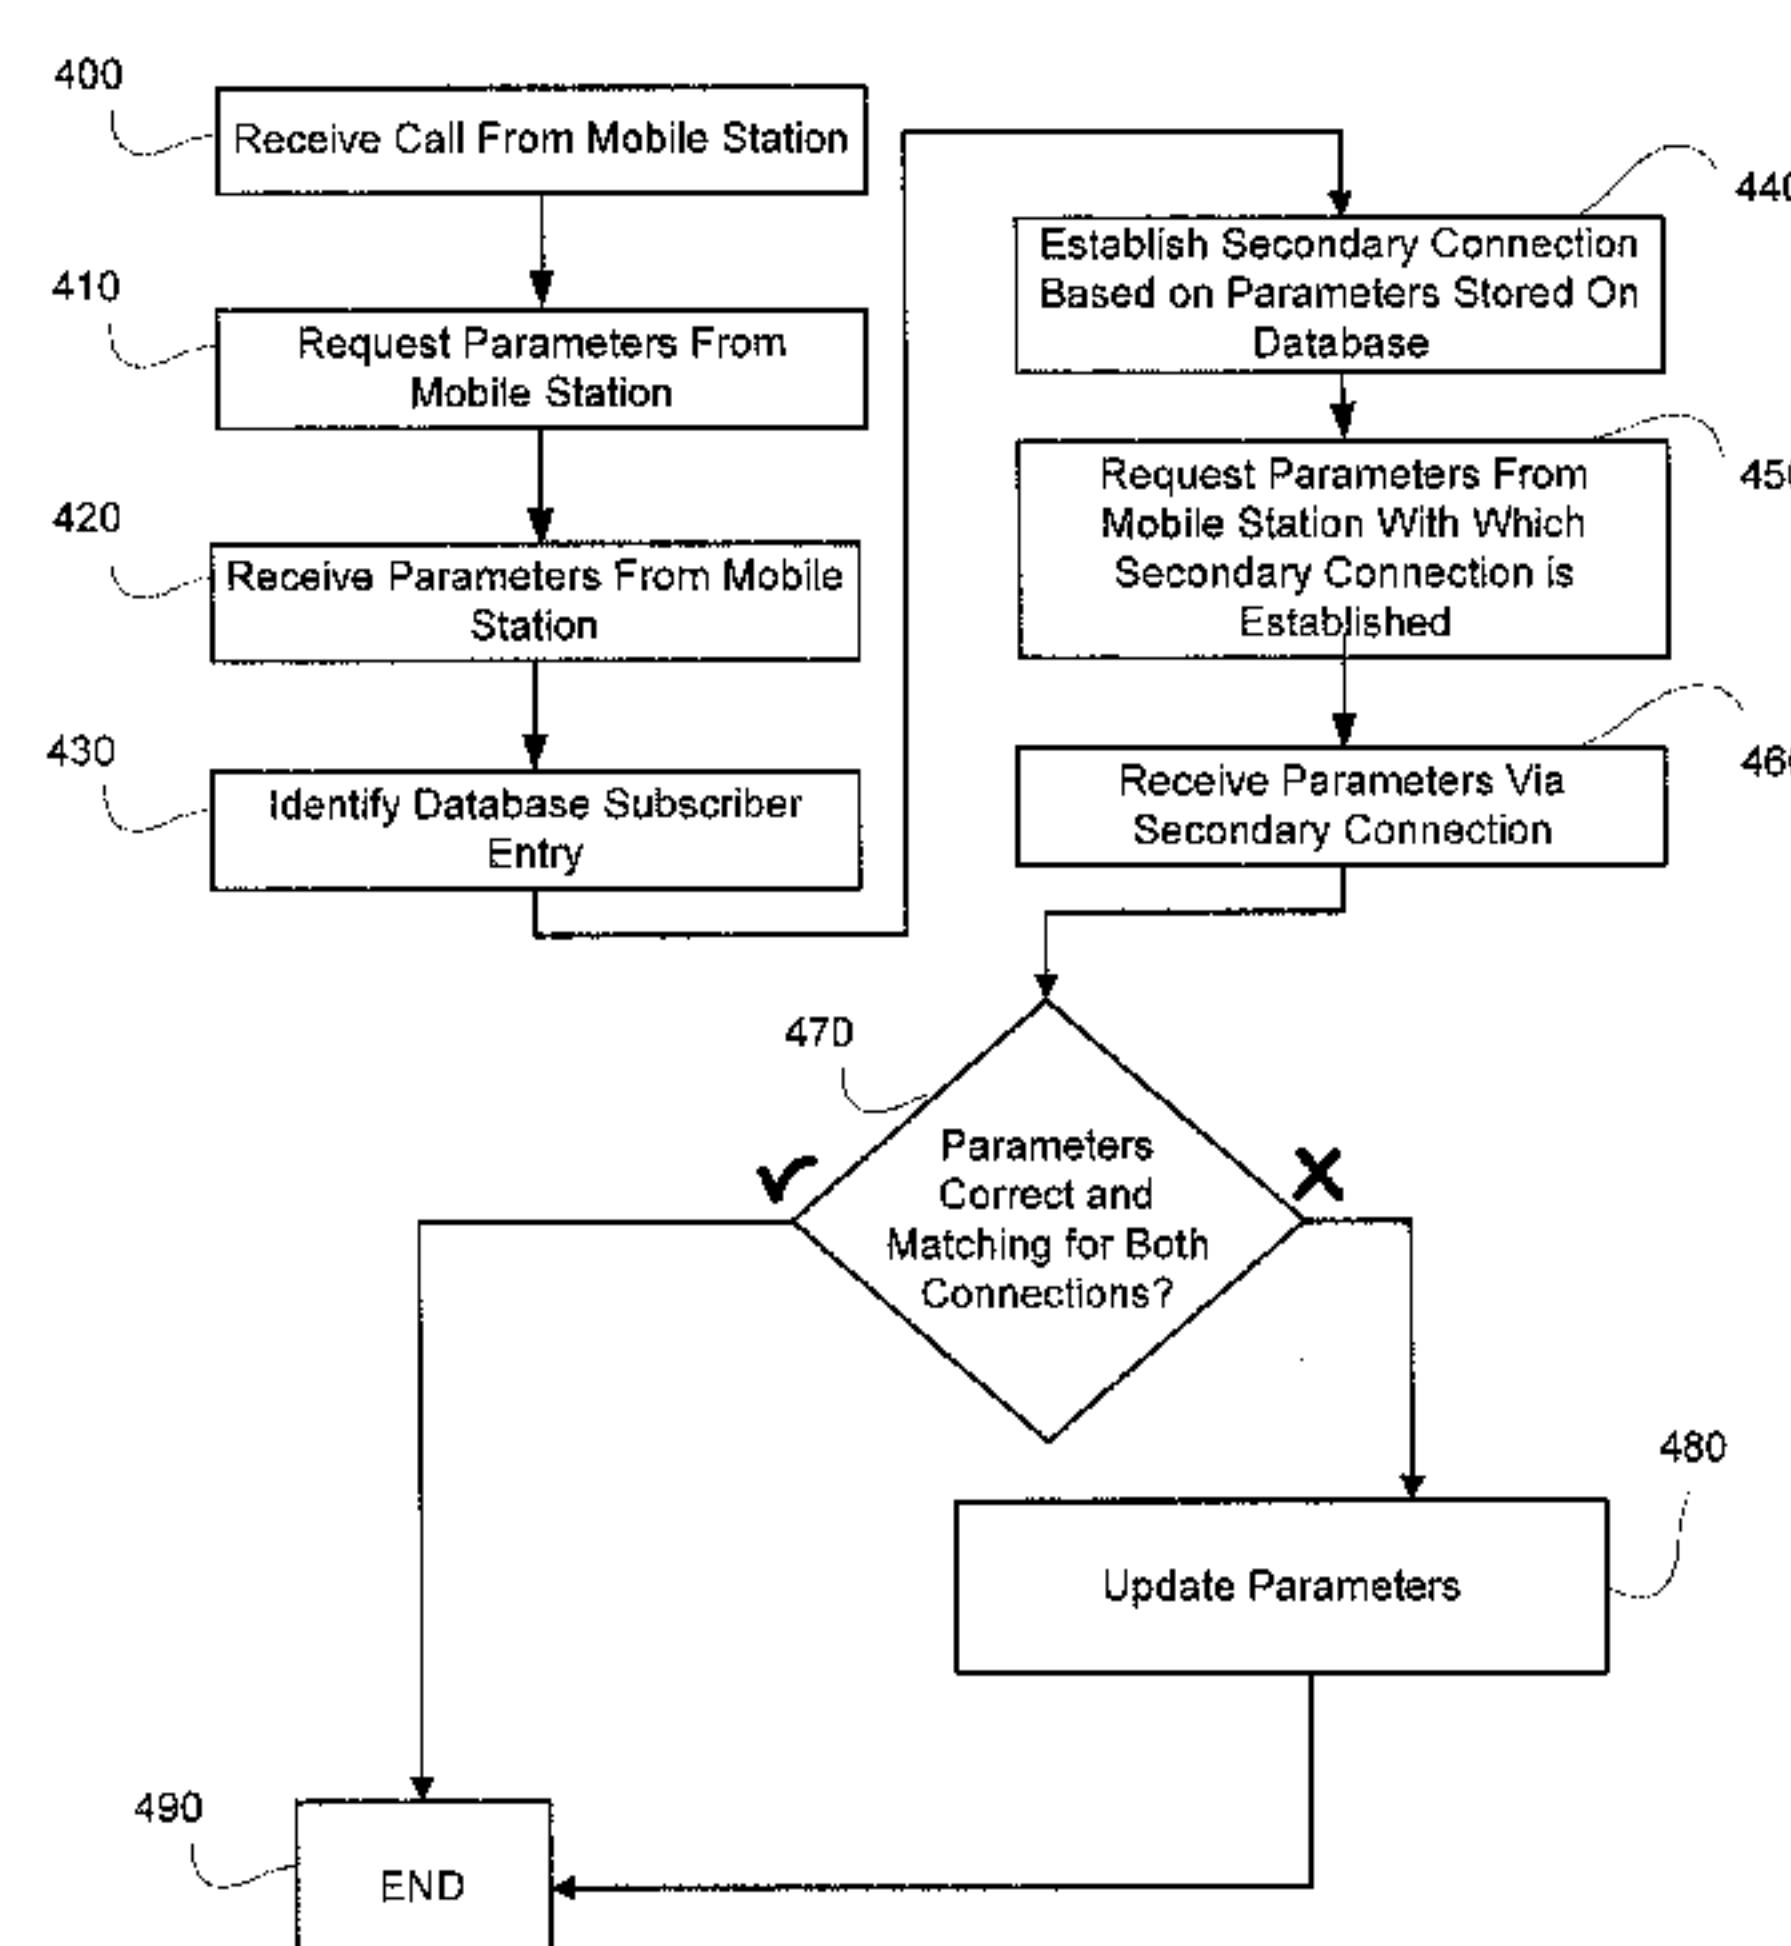 400
Receive Call From Mobile Station
410
Request Parameters From
Mobile Station
420
Receive Parameters From Mobile
Station
430
Identify Database Subscriber
Entry
440
Establish Secondary Connection
Based on Parameters Stored On
Database
450
Request Parameters From
Mobile Station With Which
Secondary Connection is
Established
460
Receive Parameters Via
Secondary Connection
470
Parameters
Correct and
Matching for Both
Connections?
480
Update Parameters
490
END